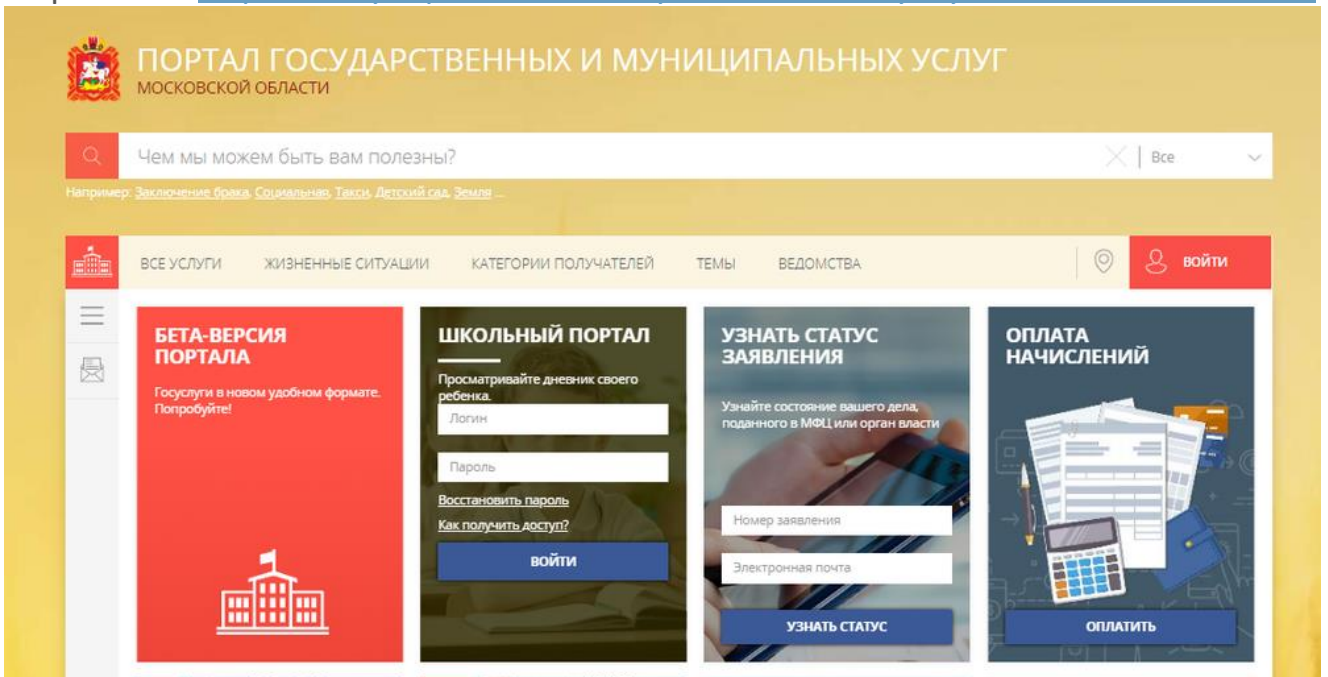 ПОРТАЛ ГОСУДАРСТВЕННЫХ И МУНИЦИПАЛЬНЫХ УСЛУГ
МОСКОВСКОЙ ОБЛАСТИ
Чем мы можем быть вам полезны?
Все
Например: Заключение брака, Социальная, Такси, Детский сад, Земля ...
ВСЕ УСЛУГИ ЖИЗНЕННЫЕ СИТУАЦИИ КАТЕГОРИИ ПОЛУЧАТЕЛЕЙ ТЕМЫ ВЕДОМСТВА ВОЙТИ
БЕТА-ВЕРСИЯ
ПОРТАЛА
Госуслуги в новом удобном формате.
Попробуйте!
ШКОЛЬНЫЙ ПОРТАЛ
Просматривайте дневник своего
ребенка.
Логин
Пароль
Восстановить пароль
Как получить доступ?
ВОЙТИ
УЗНАТЬ СТАТУС
ЗАЯВЛЕНИЯ
Узнайте состояние вашего дела,
поданного в МФЦ или орган власти
Номер заявления
Электронная почта
УЗНАТЬ СТАТУС
ОПЛАТА
НАЧИСЛЕНИЙ
ОПЛАТИТЬ